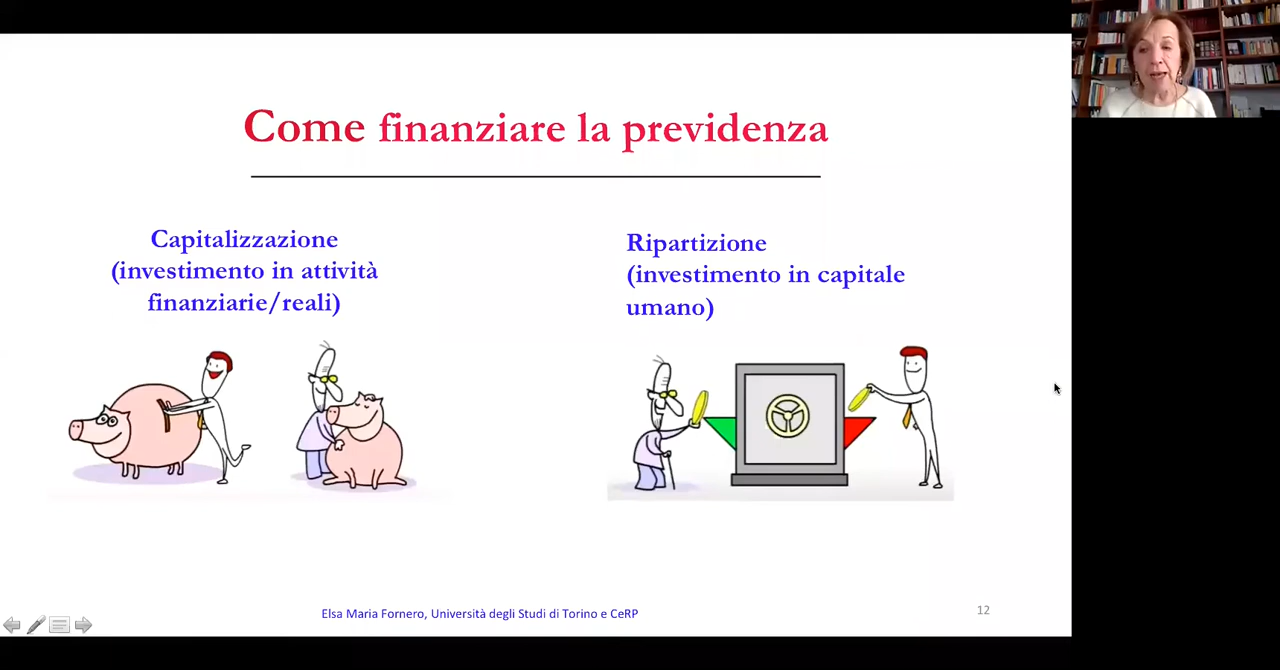 Come finanziare la previdenza
Capitalizzazione
(investimento in attività
finanziarie/reali)
Ripartizione
(investimento in capitale
umano)
Elsa Maria Fornero, Università degli Studi di Torino e CeRP
12